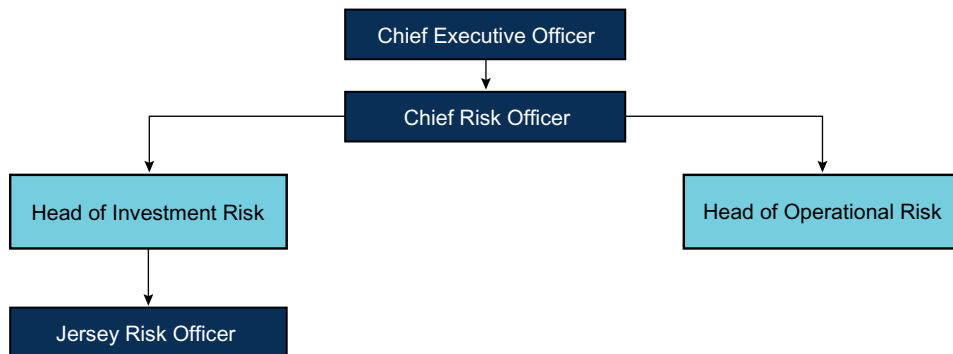 Chief Executive Officer
Chief Risk Officer
Head of Investment Risk
Head of Operational Risk
Jersey Risk Officer